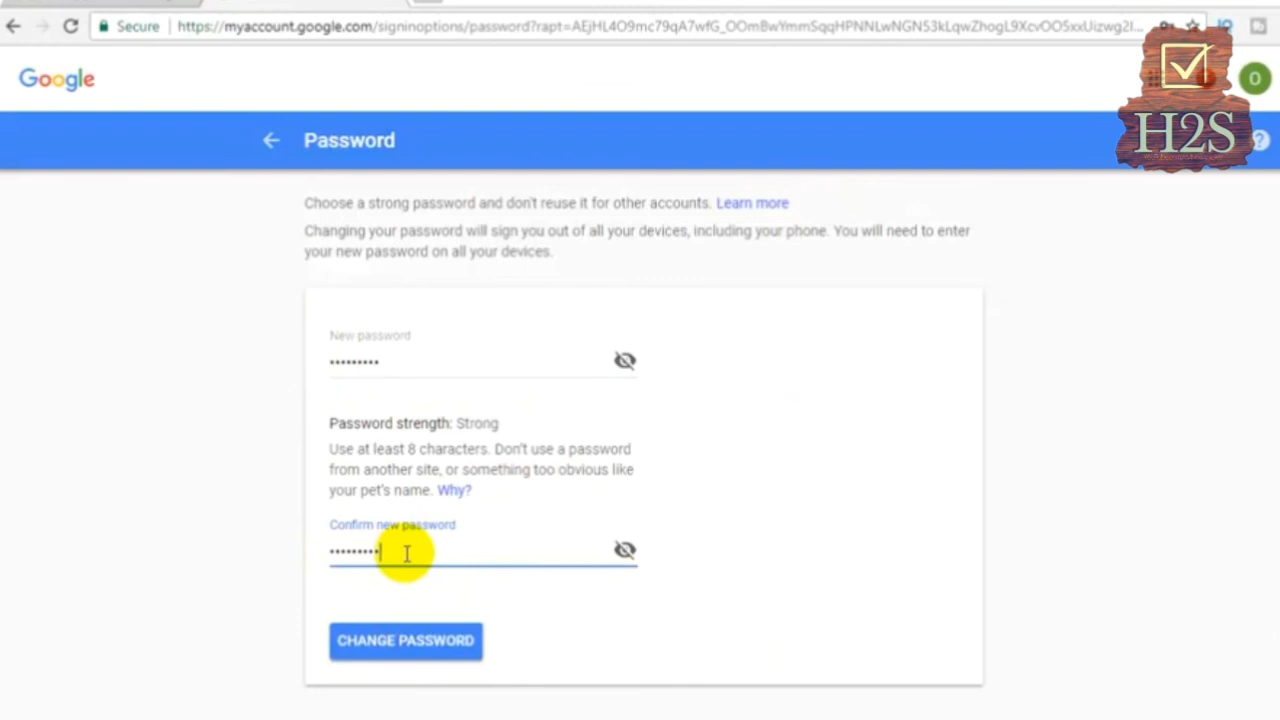 Secure https://myaccount.google.com/signinoptions/password?rapt=
Google
O
Password
H2S
Choose a strong password and don't reuse it for other accounts. Learn more
Changing your password will sign you out of all your devices, including your phone. You will need to enter
your new password on all your devices.
New password
•••••••••
Password strength: Strong
Use at least 8 characters. Don't use a password
from another site, or something too obvious like
your pet's name. Why?
Confirm new password
•••••••••
CHANGE PASSWORD